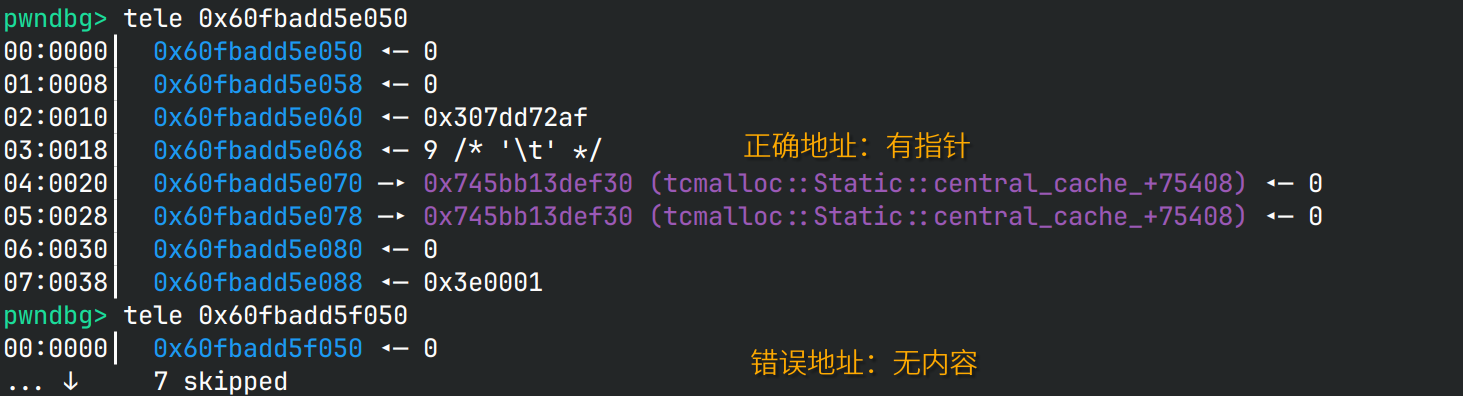 pwndbg> tele 0x60fbadd5e050
00:0000│  0x60fbadd5e050 ◂— 0
01:0008│  0x60fbadd5e058 ◂— 0
02:0010│  0x60fbadd5e060 ◂— 0x307dd72af
03:0018│  0x60fbadd5e068 ◂— 9 /* '\t' */
正确地址：有指针
04:0020│  0x60fbadd5e070 —▸ 0x745bb13def30 (tcmalloc::Static::central_cache_+75408) ◂— 0
05:0028│  0x60fbadd5e078 —▸ 0x745bb13def30 (tcmalloc::Static::central_cache_+75408) ◂— 0
06:0030│  0x60fbadd5e080 ◂— 0
07:0038│  0x60fbadd5e088 ◂— 0x3e0001
pwndbg> tele 0x60fbadd5f050
00:0000│  0x60fbadd5f050 ◂— 0
错误地址：无内容
... ↓     7 skipped